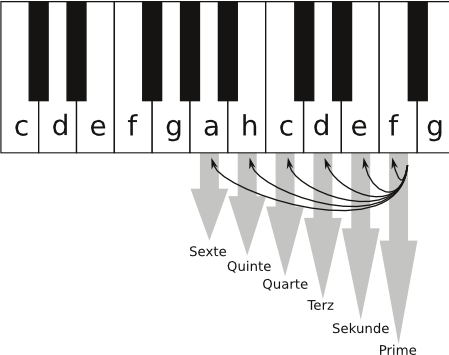 c d e f g a h c d e f g
Sexte
Quinte
Quarte
Terz
Sekunde
Prime